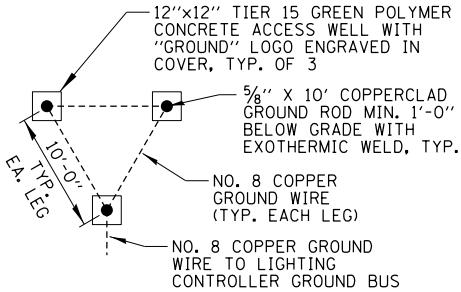 12"x12" TIER 15 GREEN POLYMER
CONCRETE ACCESS WELL WITH
"GROUND" LOGO ENGRAVED IN
COVER, TYP. OF 3
5/8" X 10' COPPERCLAD
GROUND ROD MIN. 1'-0"
BELOW GRADE WITH
EXOTHERMIC WELD, TYP.
10'-0"
TYP.
EA. LEG
NO. 8 COPPER
GROUND WIRE
(TYP. EACH LEG)
NO. 8 COPPER GROUND
WIRE TO LIGHTING
CONTROLLER GROUND BUS